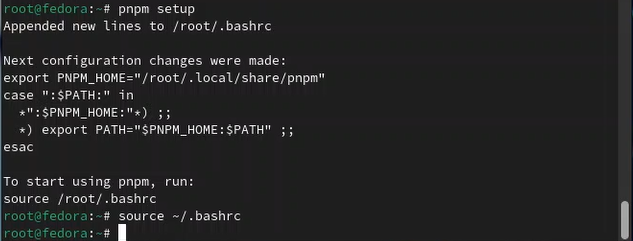 root@fedora:~# pnpm setup
Appended new lines to /root/.bashrc

Next configuration changes were made:
export PNPM_HOME="/root/.local/share/pnpm"
case ":$PATH:" in
  *":$PNPM_HOME:"*) ;;
  *) export PATH="$PNPM_HOME:$PATH" ;;
esac

To start using pnpm, run:
source /root/.bashrc
root@fedora:~# source ~/.bashrc
root@fedora:~#